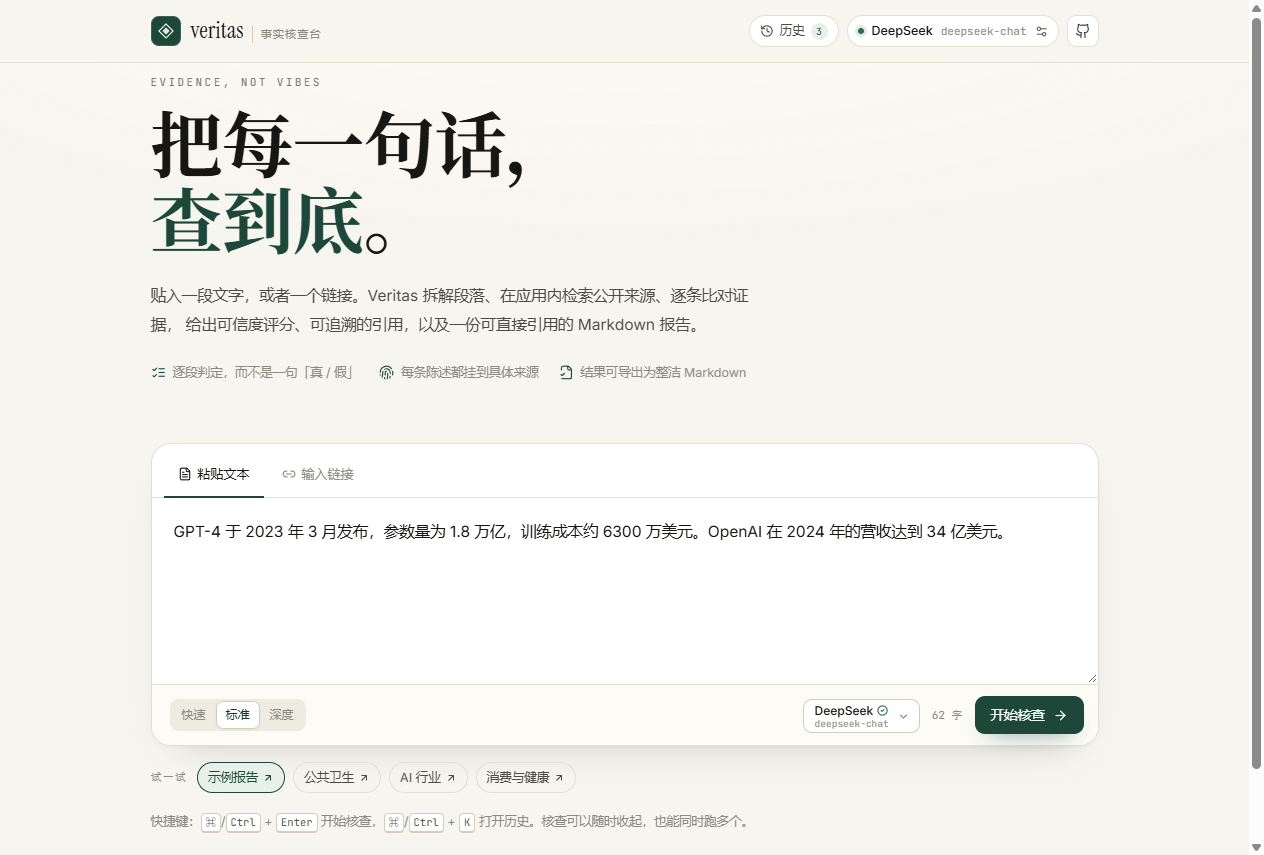 veritas 事实核查台 历史 3 DeepSeek deepseek-chat
EVIDENCE, NOT VIBES
把每一句话，
查到底。
贴入一段文字，或者一个链接。Veritas 拆解段落、在应用内检索公开来源、逐条比对证
据， 给出可信度评分、可追溯的引用，以及一份可直接引用的 Markdown 报告。
逐段判定，而不是一句「真 / 假」 每条陈述都挂到具体来源 结果可导出为整洁 Markdown
粘贴文本 输入链接
GPT-4 于 2023 年 3 月发布，参数量为 1.8 万亿，训练成本约 6300 万美元。OpenAI 在 2024 年的营收达到 34 亿美元。
快速 标准 深度 DeepSeek deepseek-chat 62 字 开始核查 →
试一试 示例报告 ↗ 公共卫生 ↗ AI 行业 ↗ 消费与健康 ↗
快捷键： ⌘ / Ctrl + Enter 开始核查， ⌘ / Ctrl + K 打开历史。核查可以随时收起，也能同时跑多个。